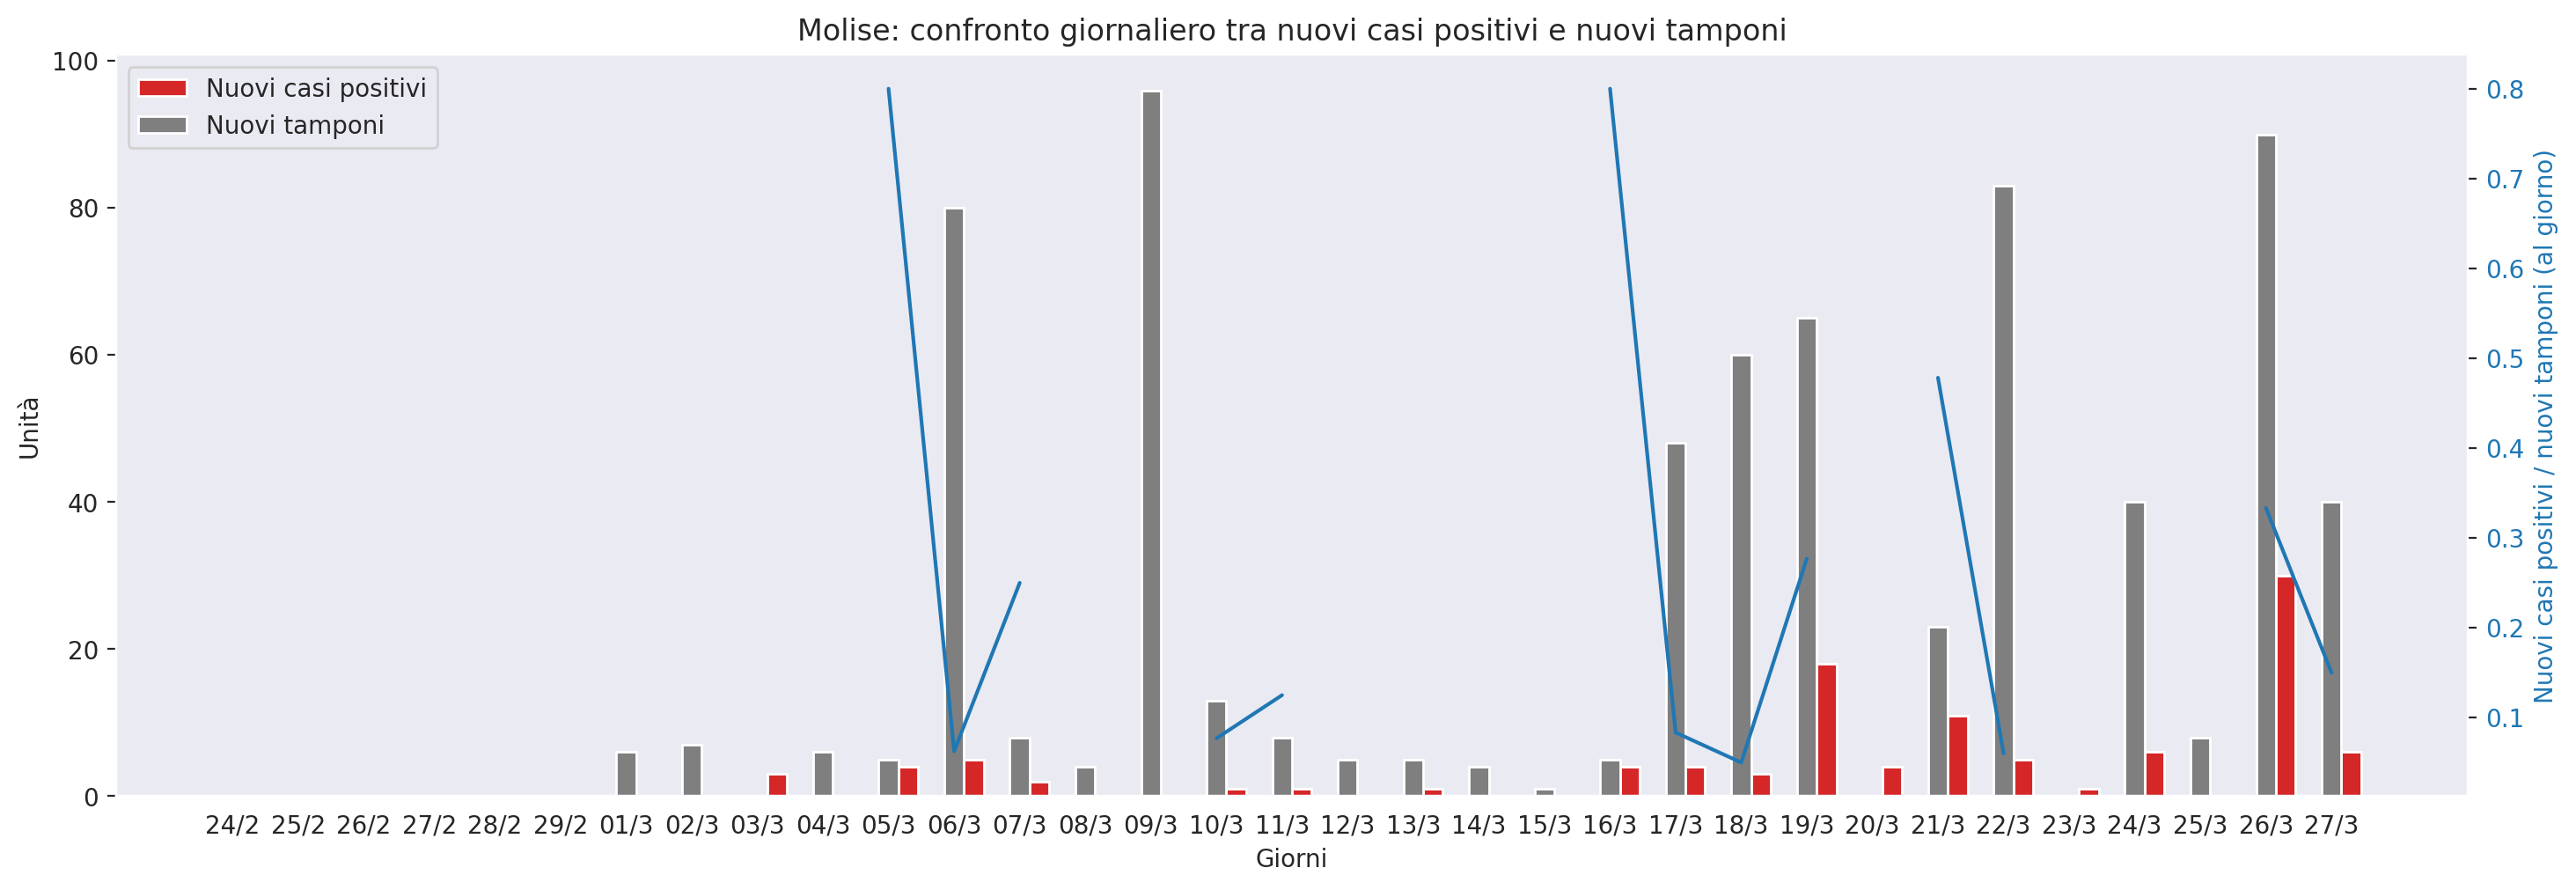 Molise: confronto giornaliero tra nuovi casi positivi e nuovi tamponi
Nuovi casi positivi
Nuovi tamponi
100
80
60
40
20
0
Unità
0.8
0.7
0.6
0.5
0.4
0.3
0.2
0.1
Nuovi casi positivi / nuovi tamponi (al giorno)
24/2 25/2 26/2 27/2 28/2 29/2 01/3 02/3 03/3 04/3 05/3 06/3 07/3 08/3 09/3 10/3 11/3 12/3 13/3 14/3 15/3 16/3 17/3 18/3 19/3 20/3 21/3 22/3 23/3 24/3 25/3 26/3 27/3
Giorni